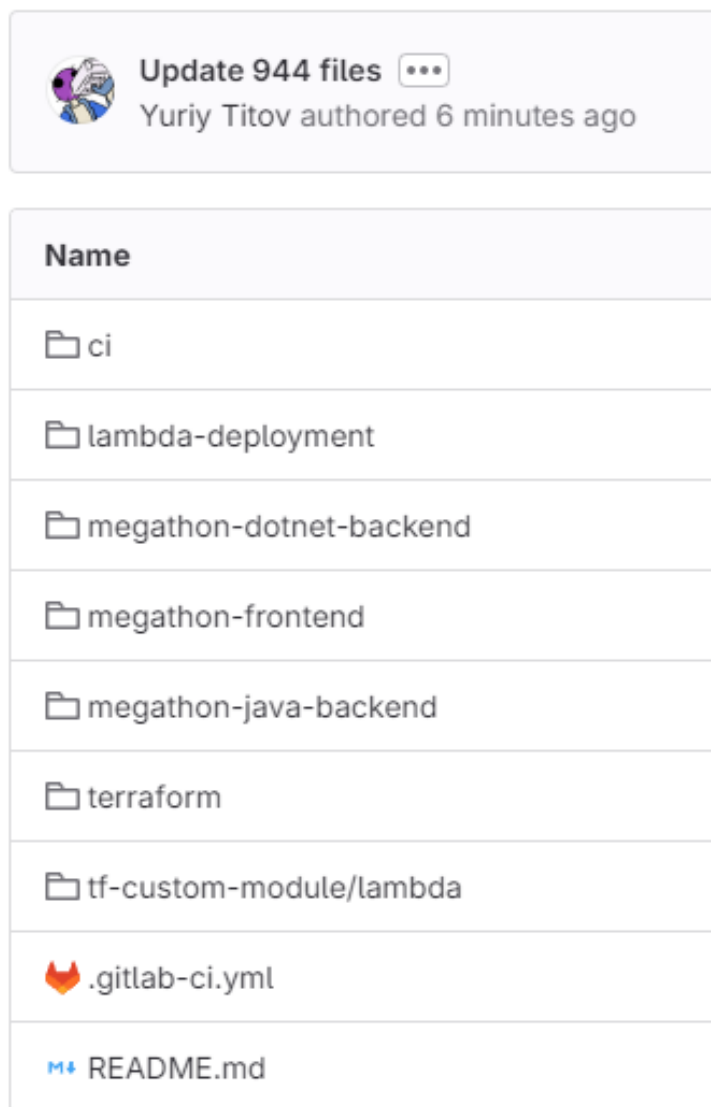 Update 944 files
Yuriy Titov authored 6 minutes ago
Name
ci
lambda-deployment
megathon-dotnet-backend
megathon-frontend
megathon-java-backend
terraform
tf-custom-module/lambda
.gitlab-ci.yml
M↓ README.md